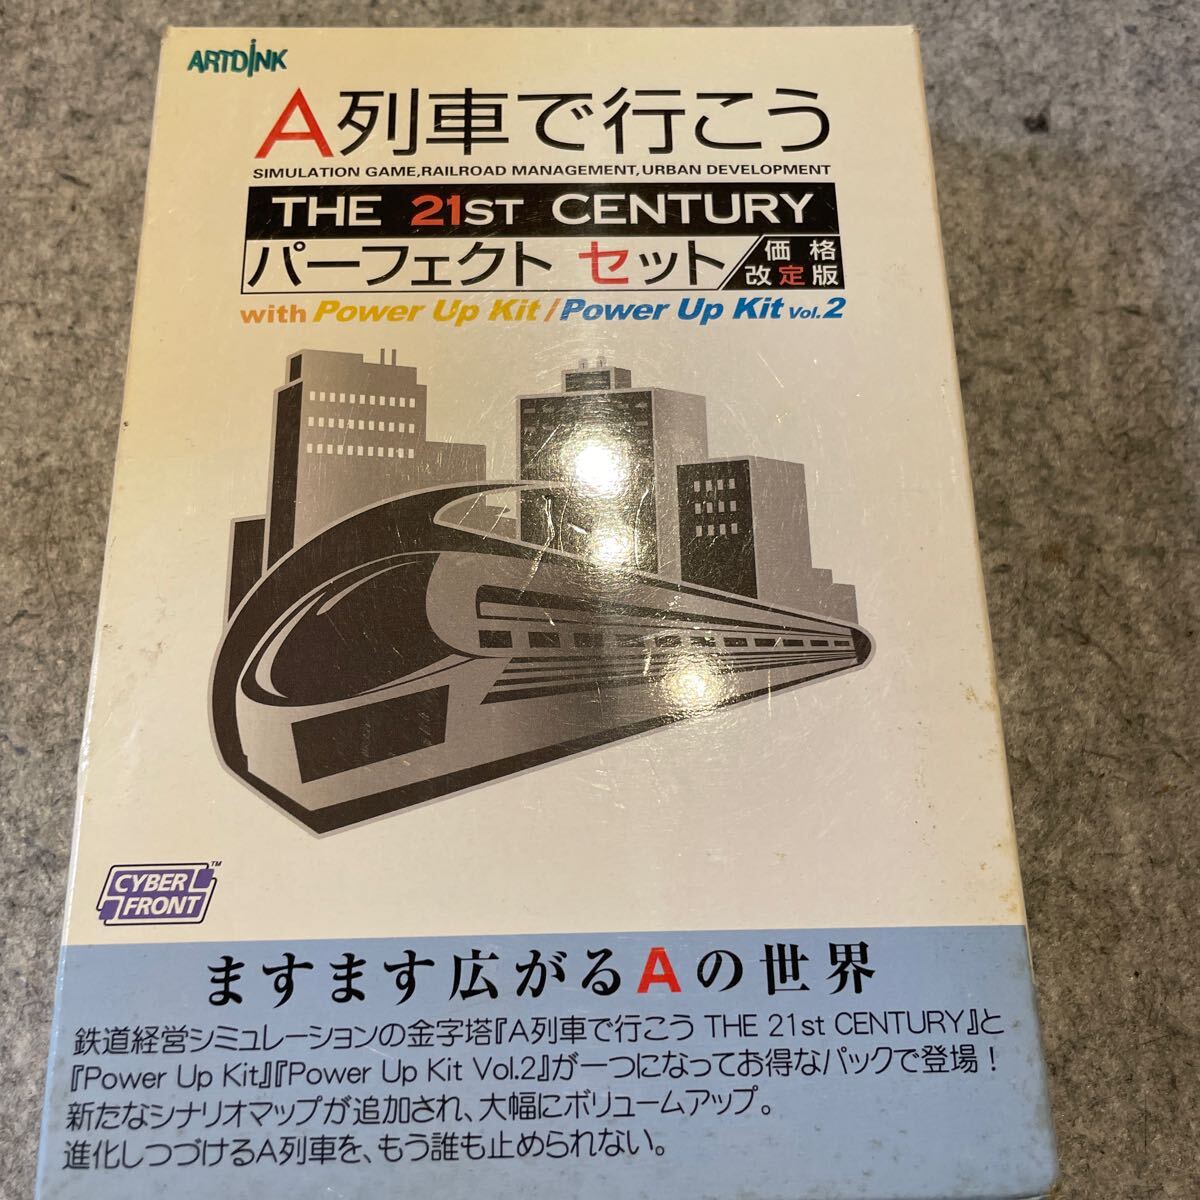 ARTDINK
A列車で行こう
SIMULATION GAME,RAILROAD MANAGEMENT,URBAN DEVELOPMENT
THE 21ST CENTURY
パーフェクト セット/価格改定版
with Power Up Kit/Power Up Kit Vol.2
CYBER FRONT™
ますます広がるAの世界
鉄道経営シミュレーションの金字塔『A列車で行こう THE 21st CENTURY』と
『Power Up Kit』『Power Up Kit Vol.2』が一つになってお得なパックで登場！
新たなシナリオマップが追加され、大幅にボリュームアップ。
進化しつづけるA列車を、もう誰も止められない。